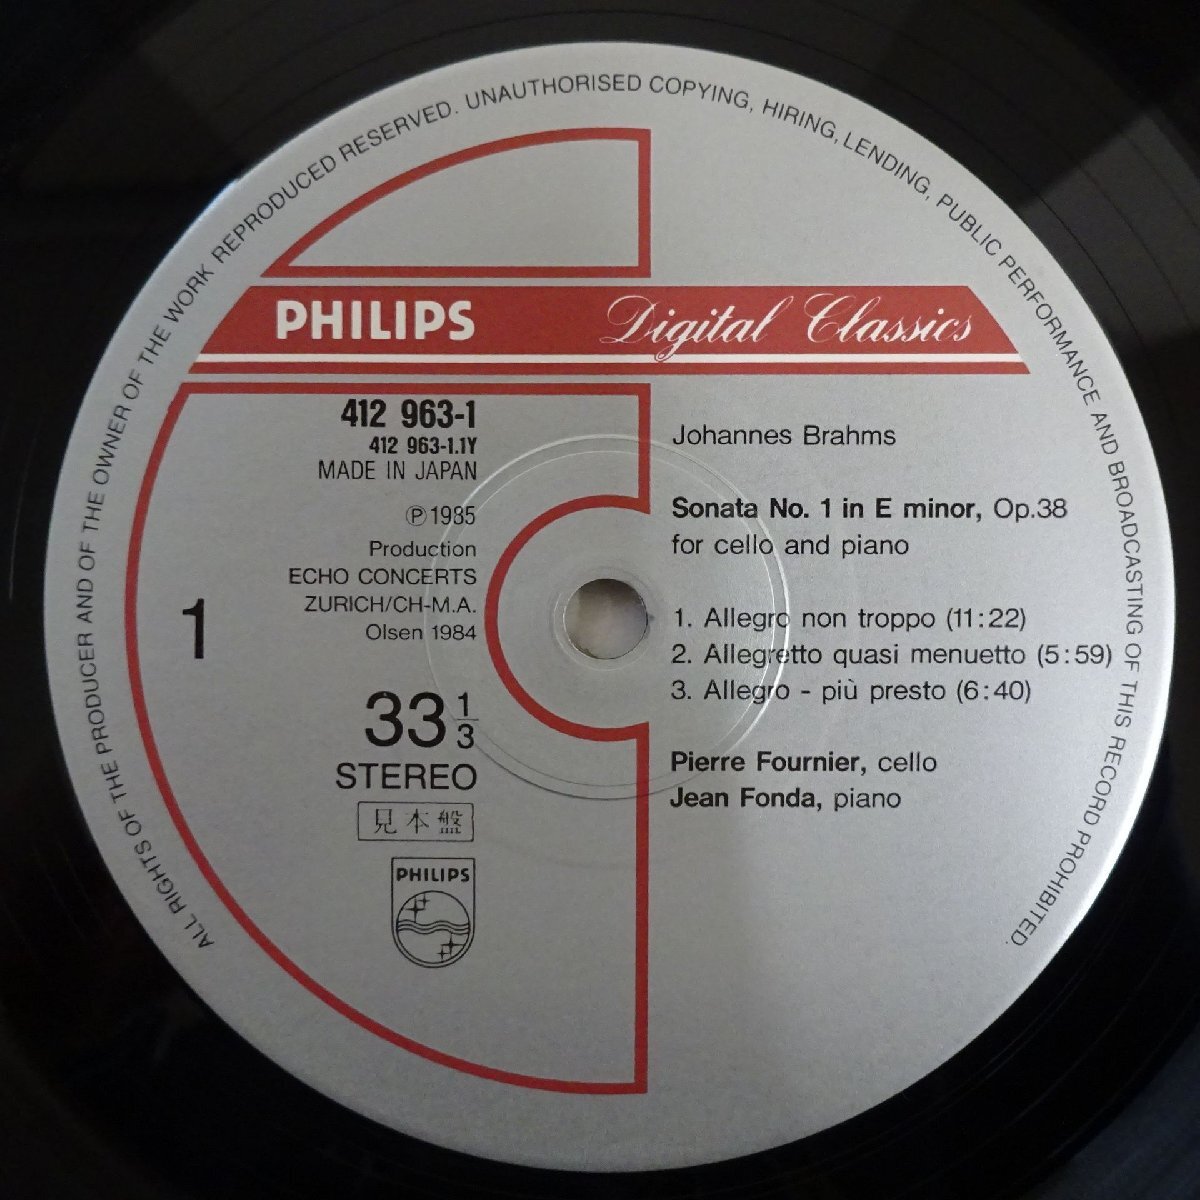 ALL RIGHTS OF THE PRODUCER AND OF THE OWNER OF THE WORK REPRODUCED RESERVED. UNAUTHORISED COPYING, HIRING, LENDING, PUBLIC PERFORMANCE AND BROADCASTING OF THIS RECORD PROHIBITED.
PHILIPS Digital Classics
412 963-1
412 963-1.1Y
MADE IN JAPAN
℗1985
Production
ECHO CONCERTS
ZURICH/CH-M.A.
Olsen 1984
1
33 1/3
STEREO
見本盤
PHILIPS
Johannes Brahms
Sonata No. 1 in E minor, Op.38
for cello and piano
1. Allegro non troppo (11:22)
2. Allegretto quasi menuetto (5:59)
3. Allegro - più presto (6:40)
Pierre Fournier, cello
Jean Fonda, piano